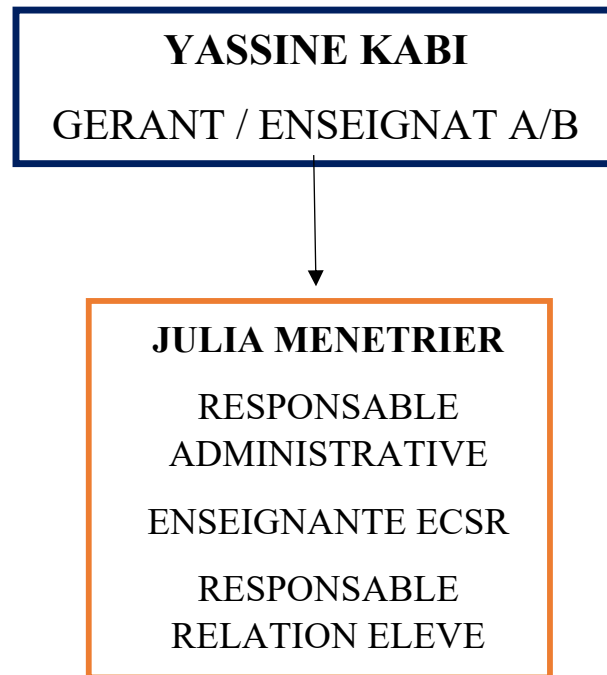 YASSINE KABI
GERANT / ENSEIGNAT A/B
JULIA MENETRIER
RESPONSABLE
ADMINISTRATIVE
ENSEIGNANTE ECSR
RESPONSABLE
RELATION ELEVE